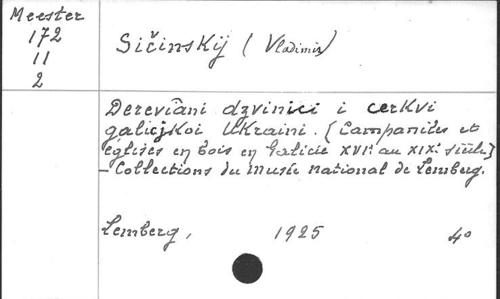 Meester
172
11
2
Sičinskij (Vladimir)
Derevîani dzvinici i cerkvi
galicjkoi Ukraini. [Campaniles et
églises en bois en Galicie XVIe au XIXe siècle]
- Collections du Musée National de Lemberg.
Lemberg, 1925 4o